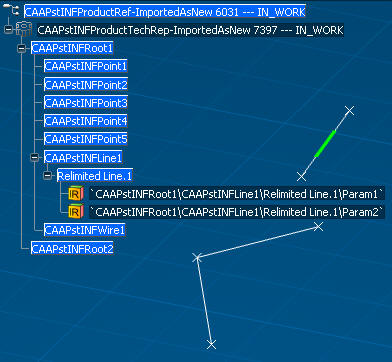 CAAPstINFProductRef-ImportedAsNew 6031 --- IN_WORK
CAAPstINFProductTechRep-ImportedAsNew 7397 --- IN_WORK
CAAPstINFRoot1
CAAPstINFPoint1
CAAPstINFPoint2
CAAPstINFPoint3
CAAPstINFPoint4
CAAPstINFPoint5
CAAPstINFLine1
Relimited Line.1
`CAAPstINFRoot1\CAAPstINFLine1\Relimited Line.1\Param1`
`CAAPstINFRoot1\CAAPstINFLine1\Relimited Line.1\Param2`
CAAPstINFWire1
CAAPstINFRoot2